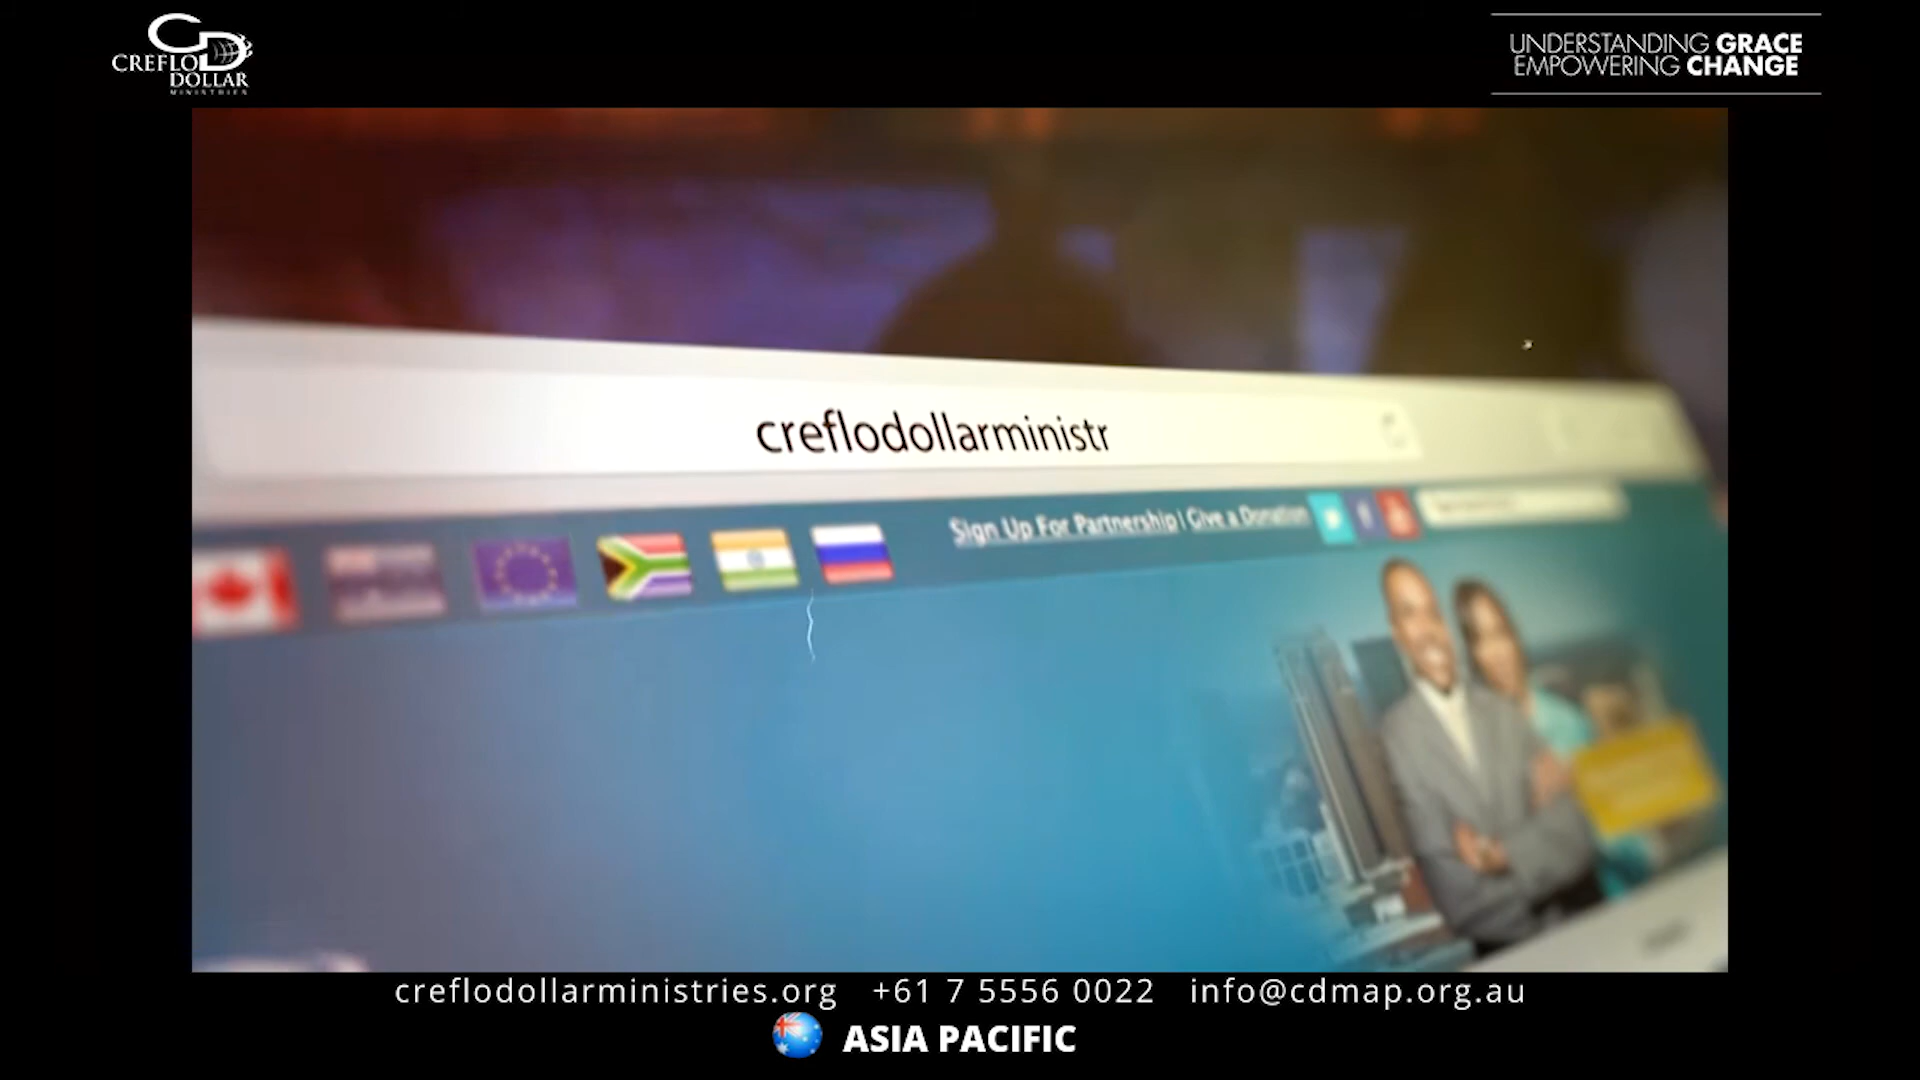 CREFLO
DOLLAR
MINISTRIES
UNDERSTANDING GRACE
EMPOWERING CHANGE
creflodollarministr
Sign Up For Partnership | Give a Donation
creflodollarministries.org +61 7 5556 0022 info@cdmap.org.au
ASIA PACIFIC